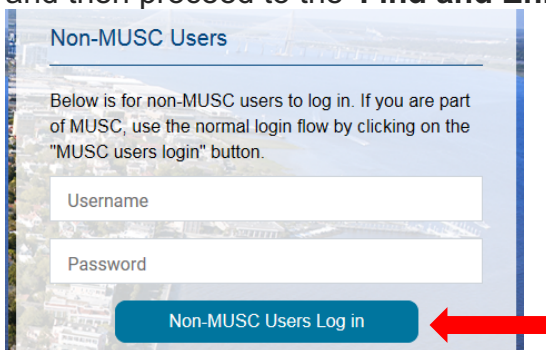 and then proceed to the
Non-MUSC Users
Below is for non-MUSC users to log in. If you are part
of MUSC, use the normal login flow by clicking on the
"MUSC users login" button.
Username
Password
Non-MUSC Users Log in